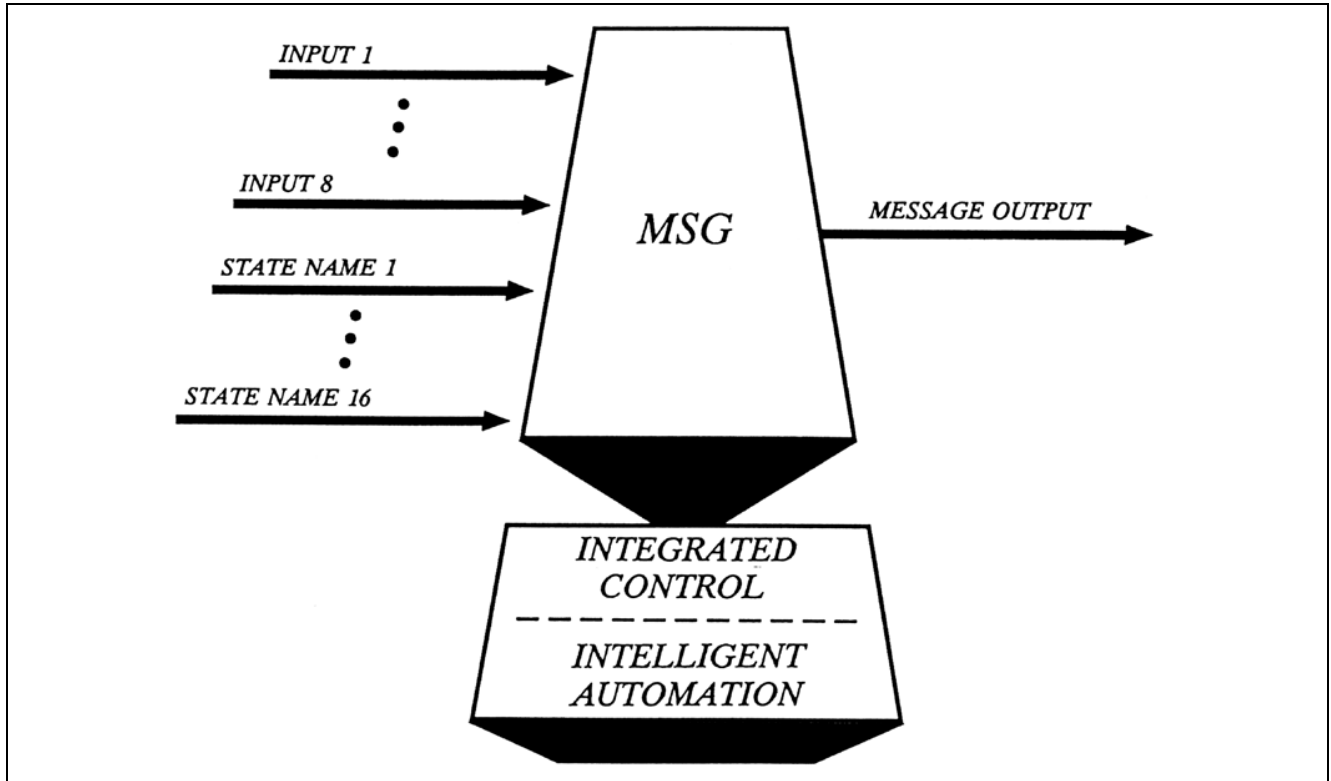 INPUT 1
INPUT 8
STATE NAME 1
STATE NAME 16
MSG
MESSAGE OUTPUT
INTEGRATED
CONTROL
INTELLIGENT
AUTOMATION